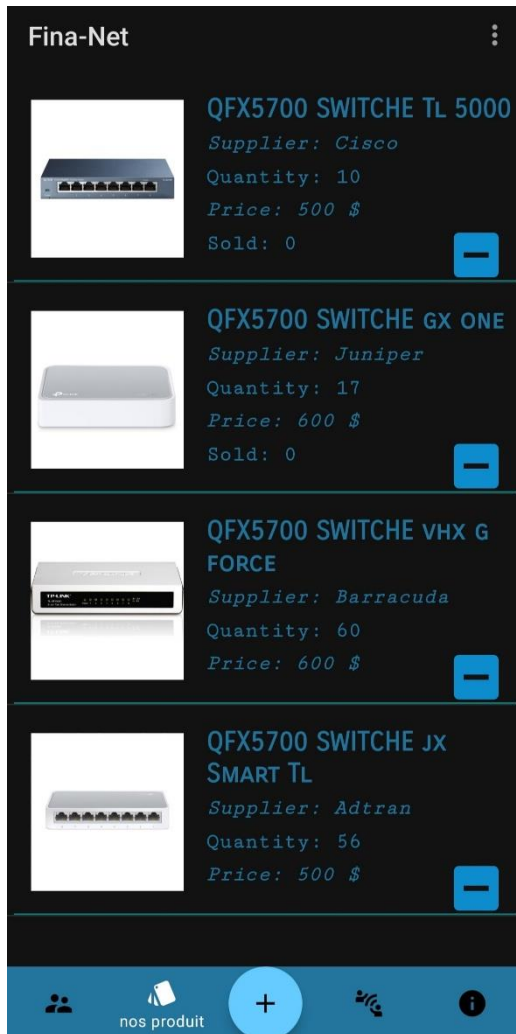 Fina-Net
QFX5700 SWITCHE TL 5000
Supplier: Cisco
Quantity: 10
Price: 500 $
Sold: 0
QFX5700 SWITCHE GX ONE
Supplier: Juniper
Quantity: 17
Price: 600 $
Sold: 0
QFX5700 SWITCHE VHX G
FORCE
Supplier: Barracuda
Quantity: 60
Price: 600 $
TP-LINK
QFX5700 SWITCHE JX
SMART TL
Supplier: Adtran
Quantity: 56
Price: 500 $
nos produit